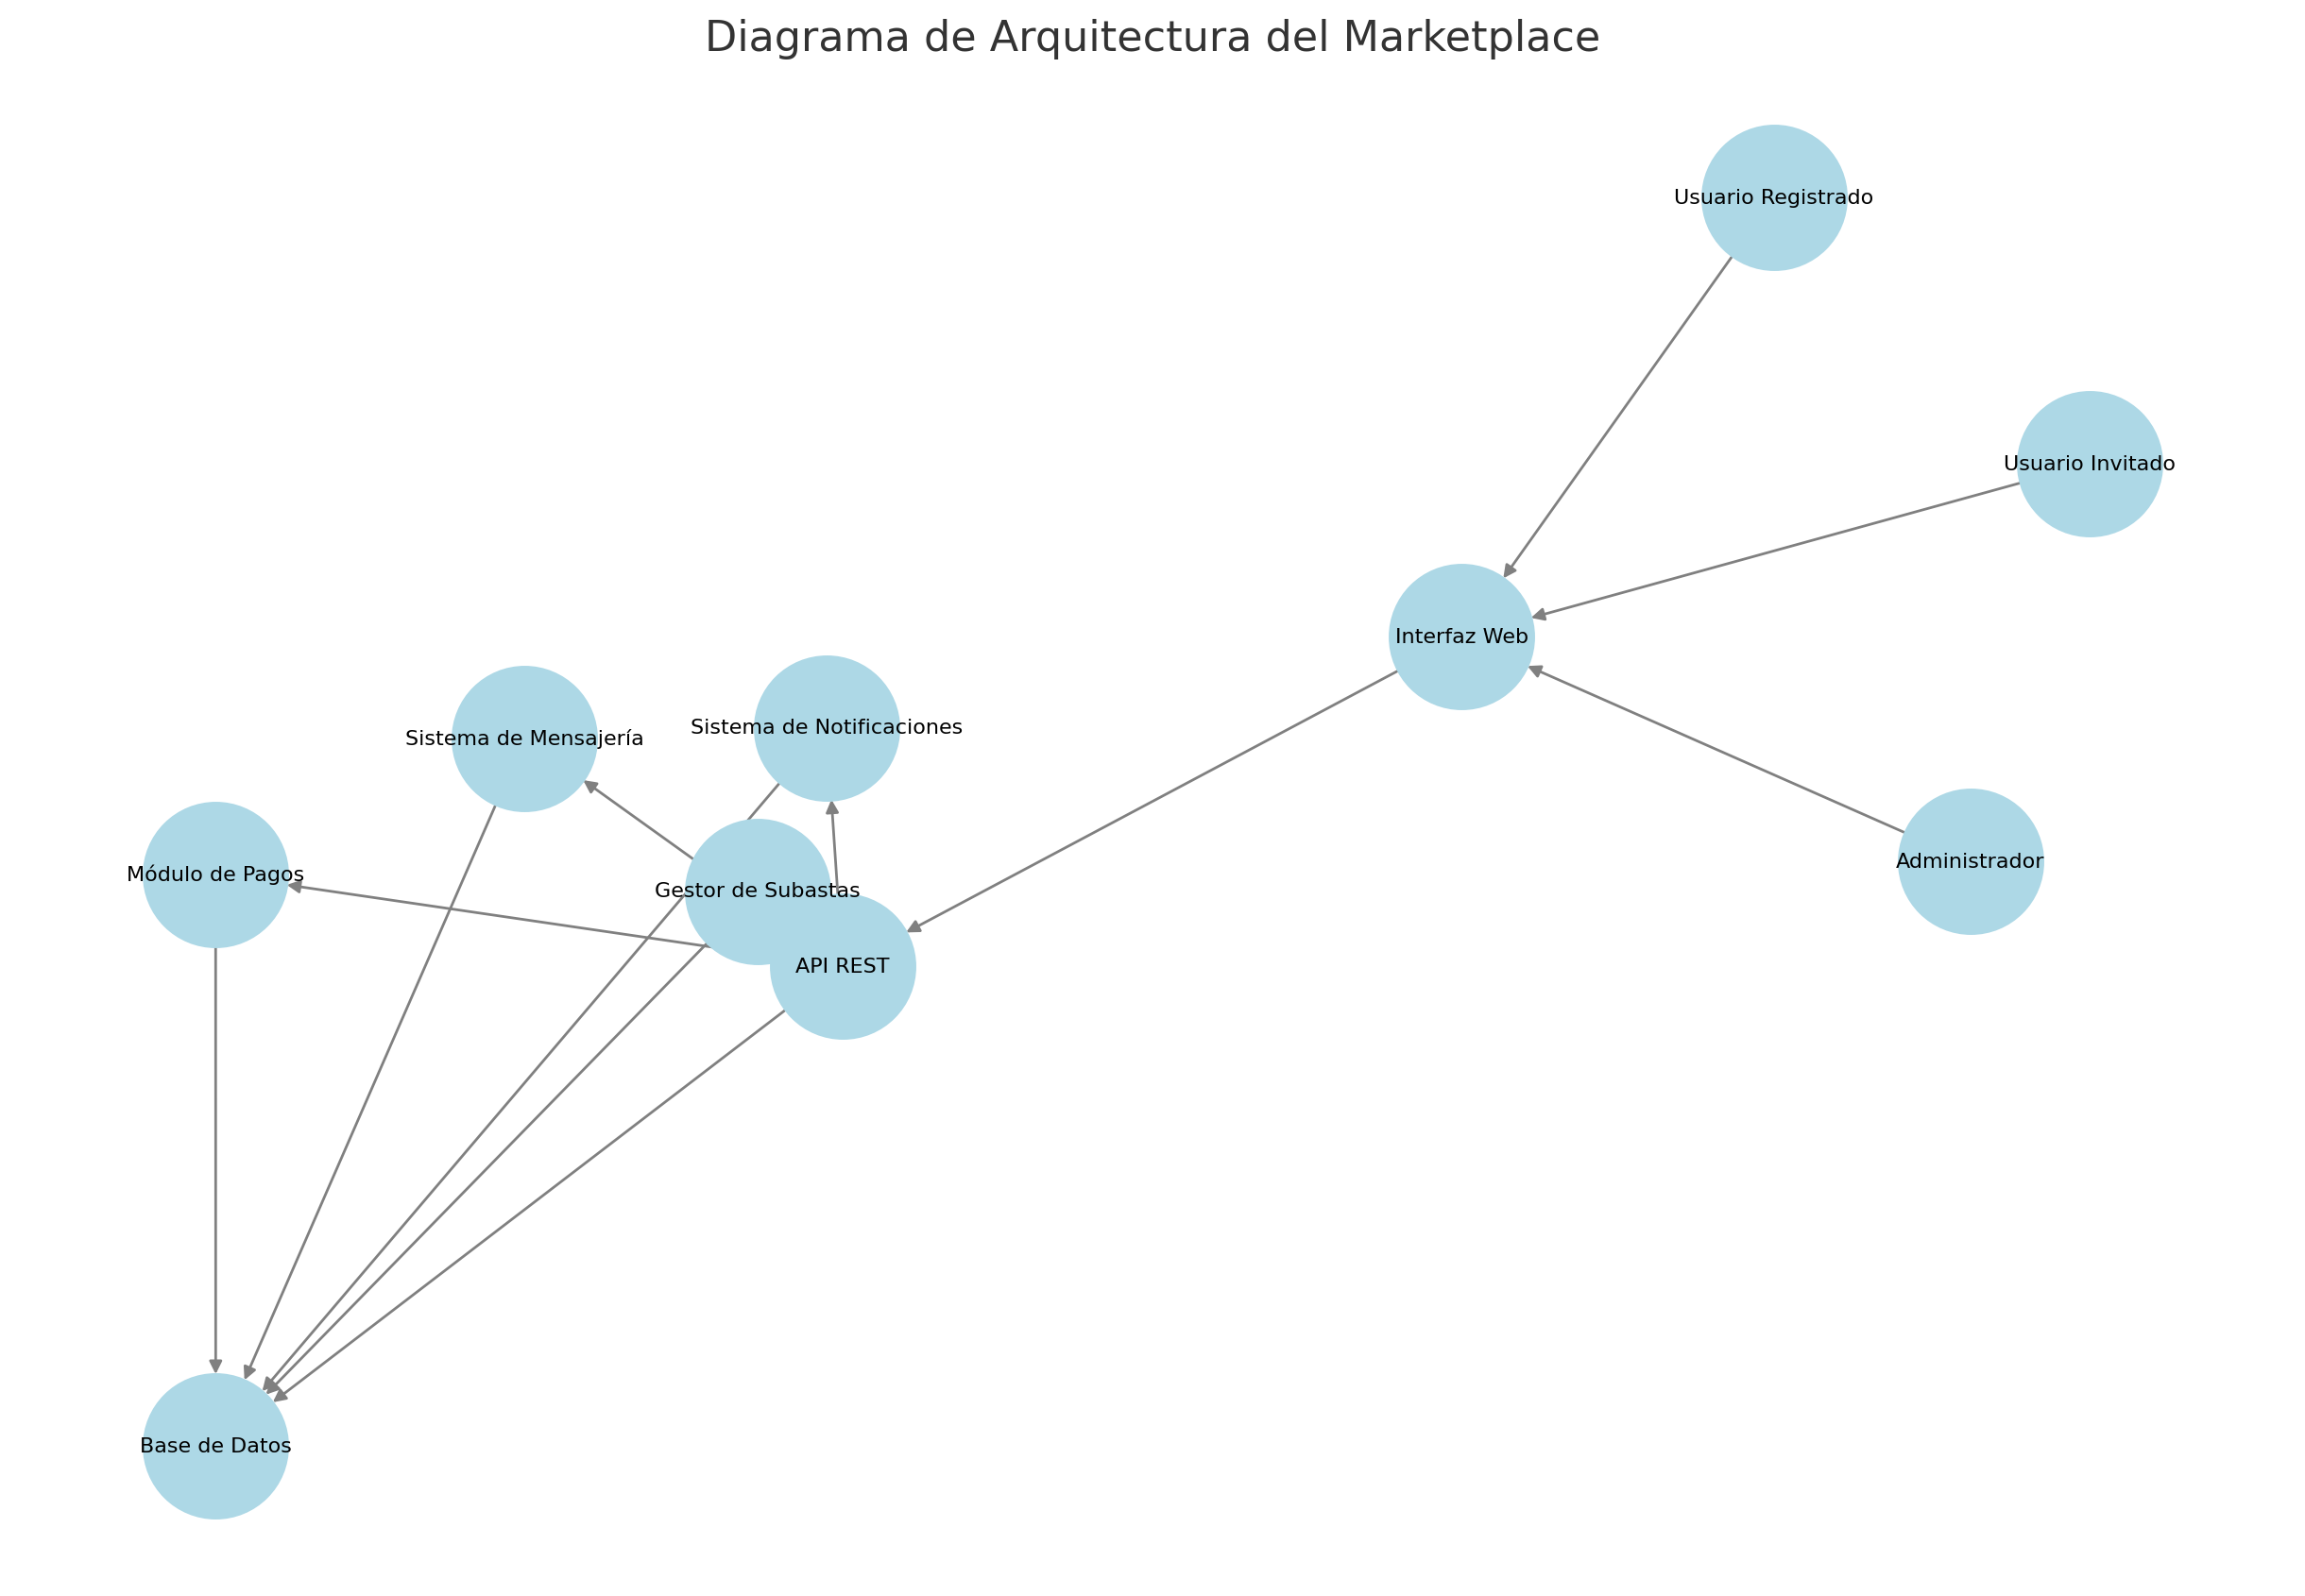 Diagrama de Arquitectura del Marketplace
Usuario Registrado
Usuario Invitado
Interfaz Web
Sistema de Notificaciones
Sistema de Mensajería
Administrador
Módulo de Pagos
Gestor de Subastas
API REST
Base de Datos